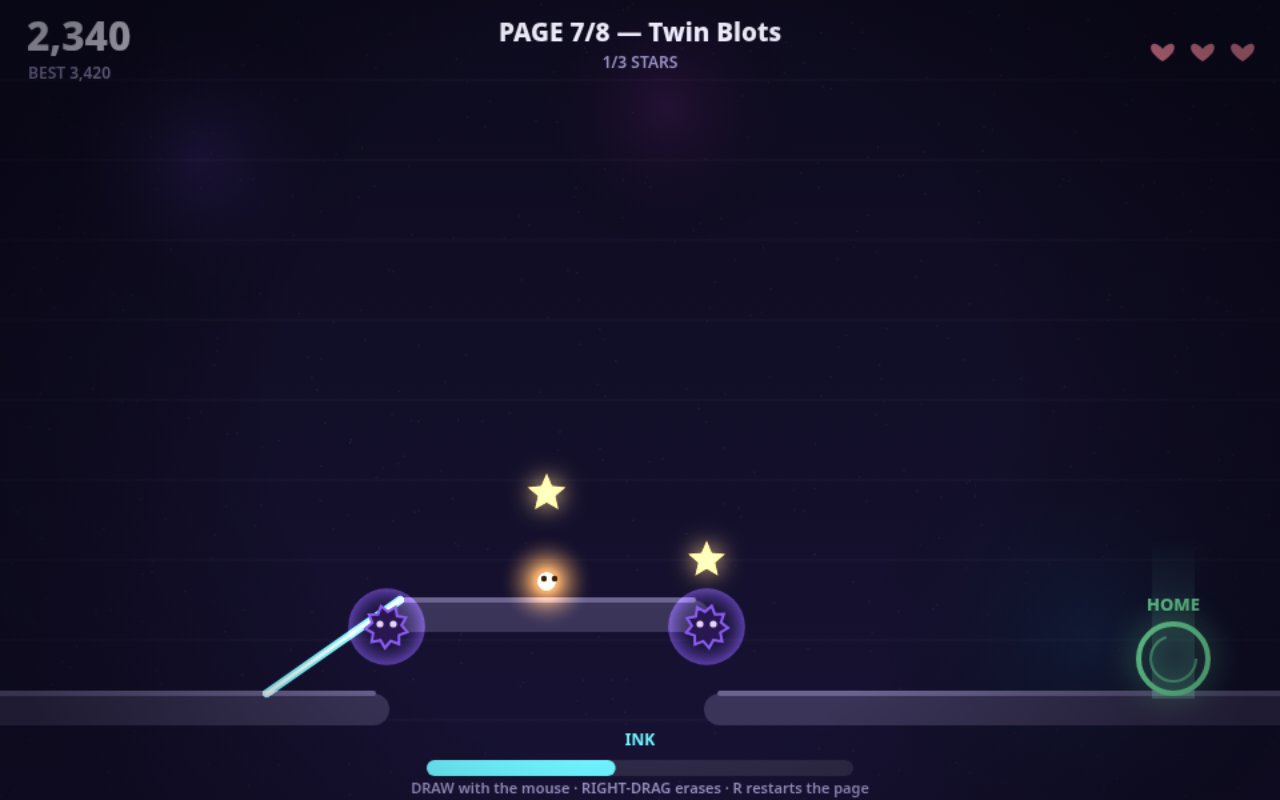 2,340
BEST 3,420
PAGE 7/8 — Twin Blots
1/3 STARS
HOME
INK
DRAW with the mouse · RIGHT-DRAG erases · R restarts the page